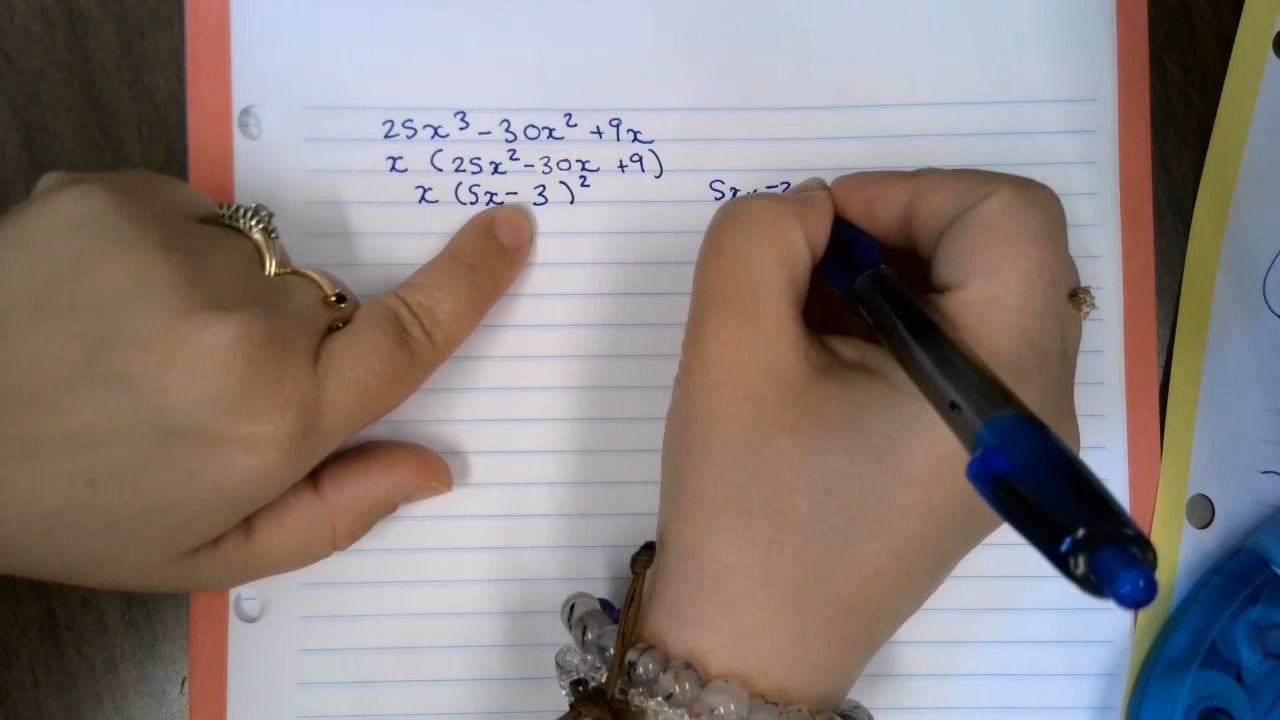 25x³ - 30x² + 9x
x (25x² - 30x + 9)
x (5x - 3)²